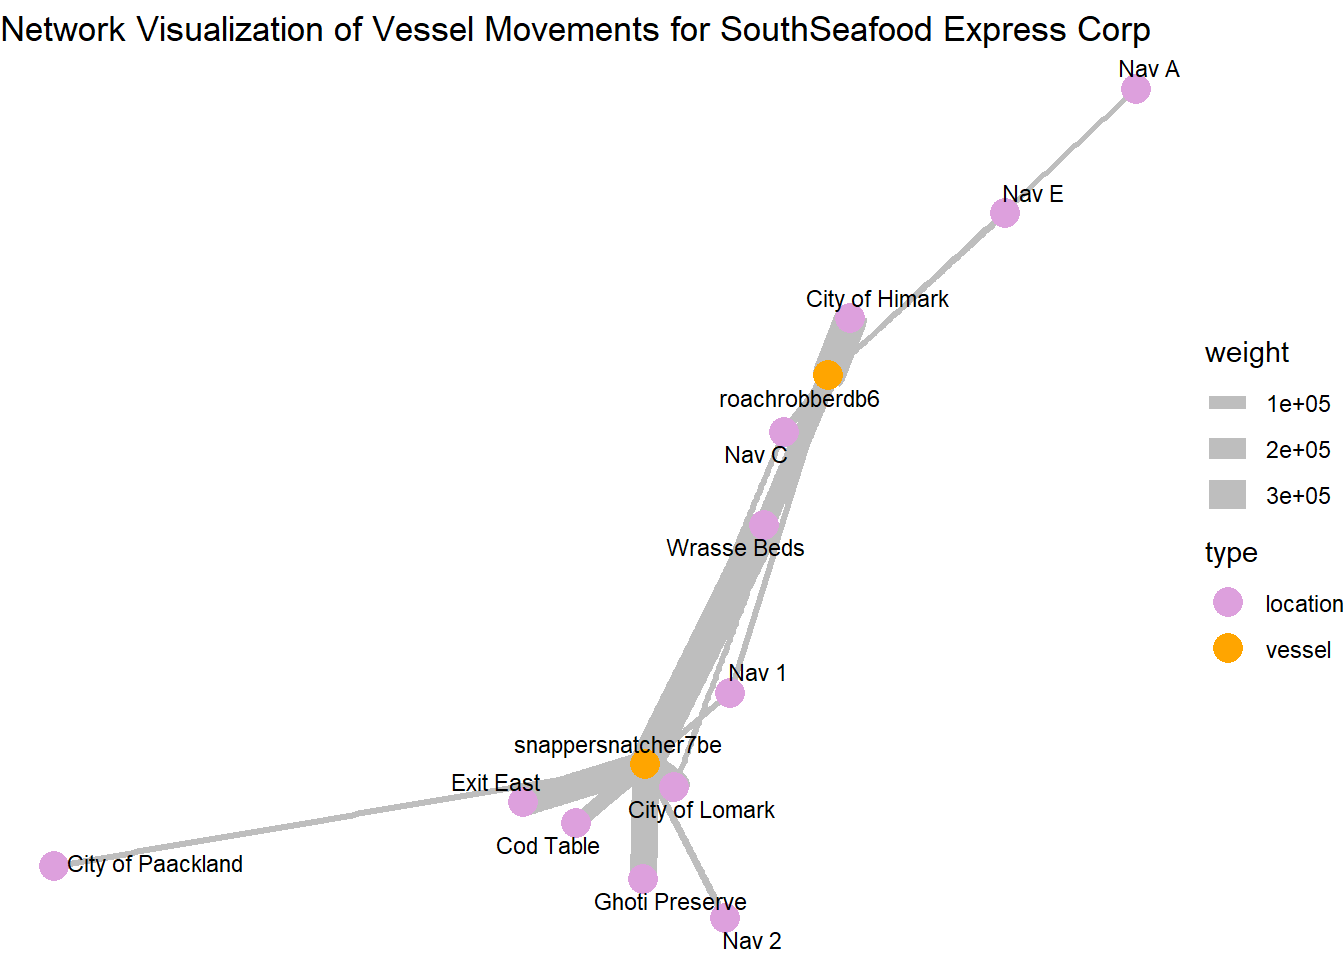 Network Visualization of Vessel Movements for SouthSeafood Express Corp
Nav A
Nav E
City of Himark
roachrobberdb6
Nav C
Wrasse Beds
Nav 1
snappersnatcher7be
Exit East
City of Lomark
Cod Table
City of Paackland
Ghoti Preserve
Nav 2
weight
1e+05
2e+05
3e+05
type
location
vessel